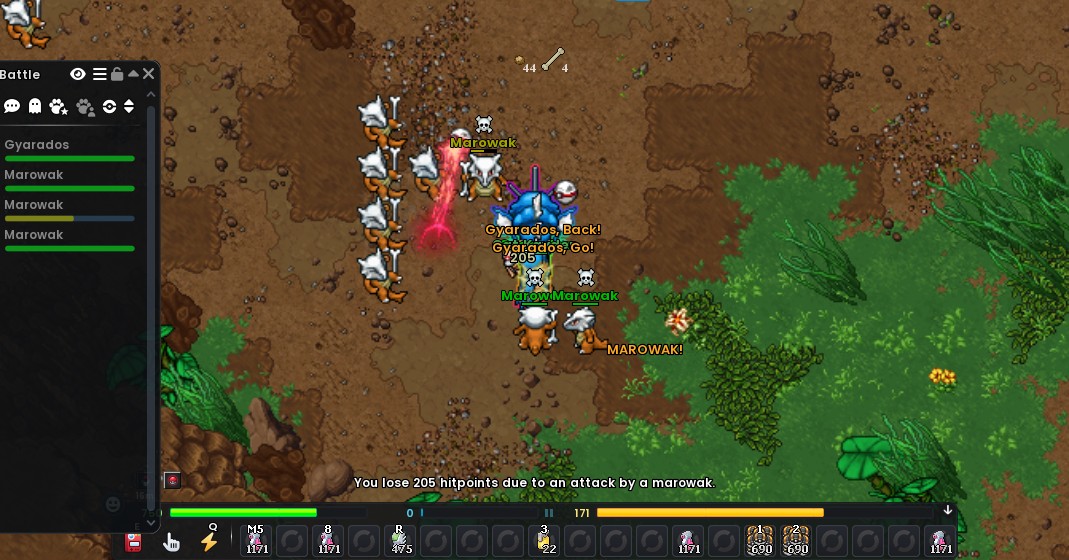 Battle
Gyarados
Marowak
Marowak
Marowak
44
4
Marowak
Gyarados, Back!
Gyarados, Go!
205
Marow
Marowak
MAROWAK!
You lose 205 hitpoints due to an attack by a marowak.
0
171
E
Q
M5
1171
8
1171
R
475
3
22
1171
1
690
2
690
1171